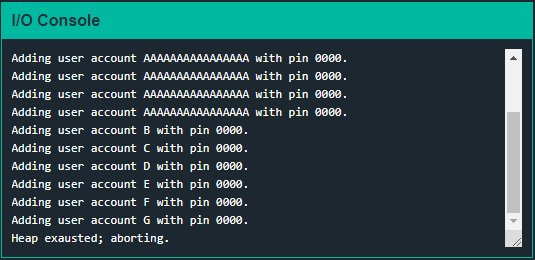 I/O Console
Adding user account AAAAAAAAAAAAAAAA with pin 0000.
Adding user account AAAAAAAAAAAAAAAA with pin 0000.
Adding user account AAAAAAAAAAAAAAAA with pin 0000.
Adding user account AAAAAAAAAAAAAAAA with pin 0000.
Adding user account B with pin 0000.
Adding user account C with pin 0000.
Adding user account D with pin 0000.
Adding user account E with pin 0000.
Adding user account F with pin 0000.
Adding user account G with pin 0000.
Heap exausted; aborting.